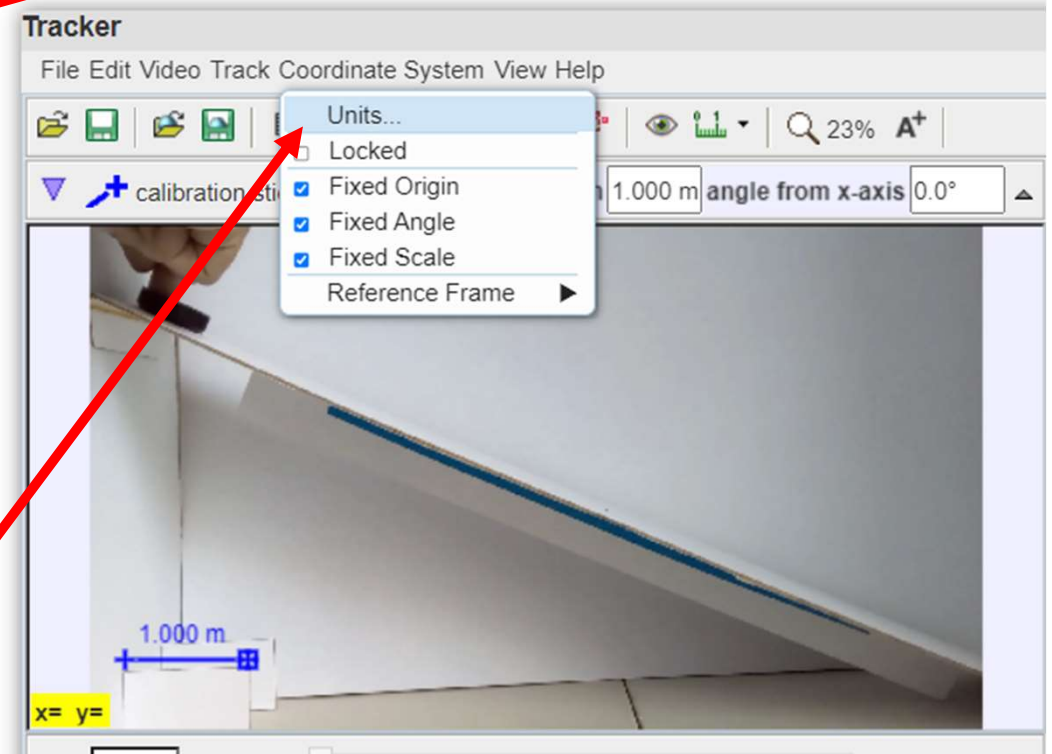 Tracker
File Edit Video Track Coordinate System View Help
Units...
23% A+
Locked
calibration 1.000 m angle from x-axis 0.0°
Fixed Origin
Fixed Angle
Fixed Scale
Reference Frame
1.000 m
x= y=